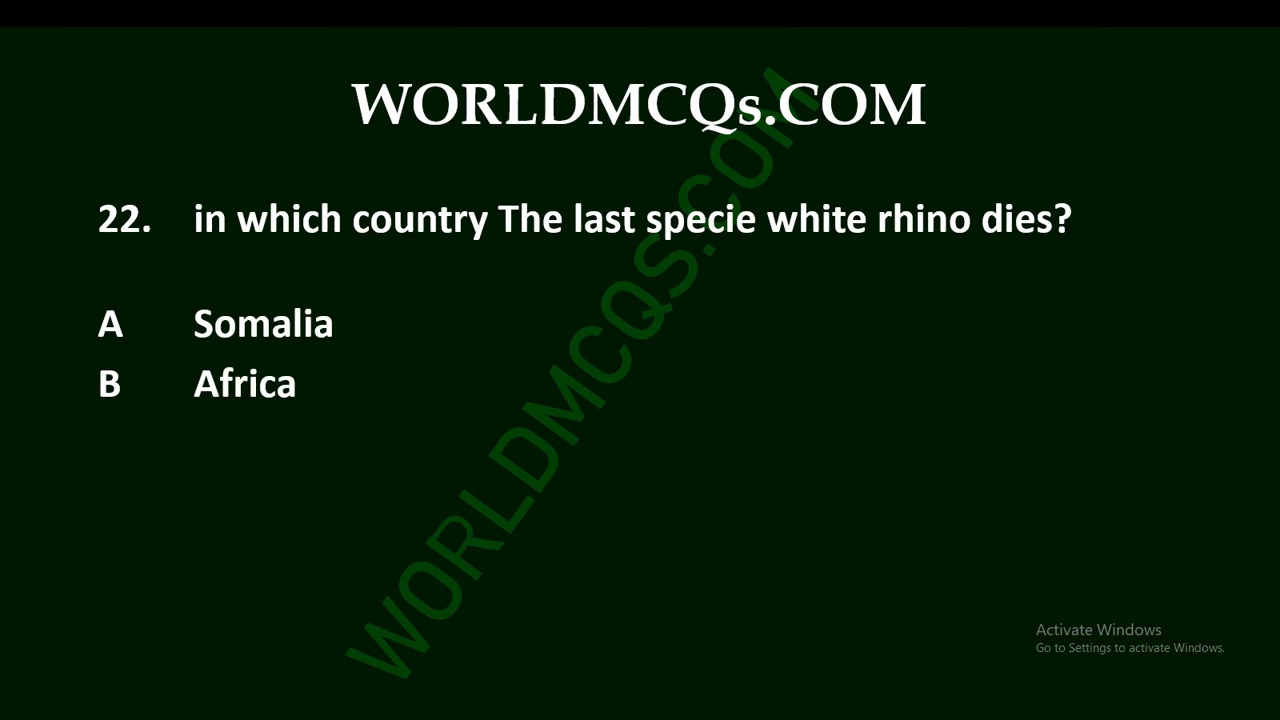 WORLDMCQs.COM
22. in which country The last specie white rhino dies?
A Somalia
B Africa
WORLDMCQS.COM
Activate Windows
Go to Settings to activate Windows.